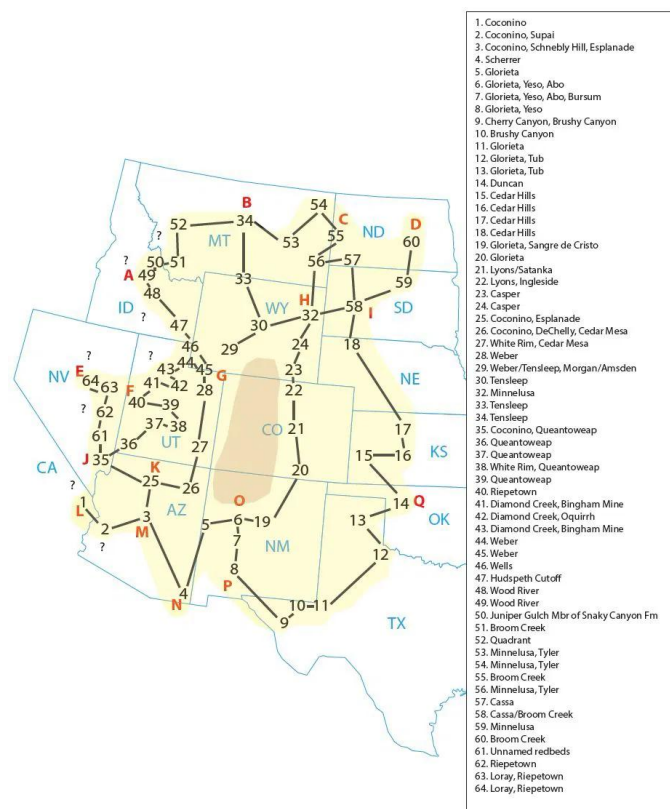 1. Coconino
2. Coconino, Supai
3. Coconino, Schnebly Hill, Esplanade
4. Scherrer
5. Glorieta
6. Glorieta, Yeso, Abo
7. Glorieta, Yeso, Abo, Bursum
8. Glorieta, Yeso
9. Cherry Canyon, Brushy Canyon
10. Brushy Canyon
11. Glorieta
12. Glorieta, Tub
13. Glorieta, Tub
14. Duncan
15. Cedar Hills
16. Cedar Hills
17. Cedar Hills
18. Cedar Hills
19. Glorieta, Sangre de Cristo
20. Glorieta
21. Lyons/Satanka
22. Lyons, Ingleside
23. Casper
24. Casper
25. Coconino, Esplanade
26. Coconino, DeChelly, Cedar Mesa
27. White Rim, Cedar Mesa
28. Weber
29. Weber/Tensleep, Morgan/Amsden
30. Tensleep
32. Minnelusa
33. Tensleep
34. Tensleep
35. Coconino, Queantoweap
36. Queantoweap
37. Queantoweap
38. White Rim, Queantoweap
39. Queantoweap
40. Riepetown
41. Diamond Creek, Bingham Mine
42. Diamond Creek, Oquirrh
43. Diamond Creek, Bingham Mine
44. Weber
45. Weber
46. Wells
47. Hudspeth Cutoff
48. Wood River
49. Wood River
50. Juniper Gulch Mbr of Snaky Canyon Fm
51. Broom Creek
52. Quadrant
53. Minnelusa, Tyler
54. Minnelusa, Tyler
55. Broom Creek
56. Minnelusa, Tyler
57. Cassa
58. Cassa/Broom Creek
59. Minnelusa
60. Broom Creek
61. Unnamed redbeds
62. Riepetown
63. Loray, Riepetown
64. Loray, Riepetown
B
54
C
D
52
34
ND
?
MT
53
55
60
?
50
51
56
57
A
49
33
59
48
H
ID
WY
32
58
SD
?
47
30
I
46
29
24
18
?
?
44
E
43
45
G
23
NE
NV
64
63
F
41
42
28
22
40
39
?
62
CO
21
17
37
38
61
36
UT
27
KS
J
35
15
16
CA
K
20
?
25
26
1
AZ
O
14
Q
L
3
5
6
19
13
OK
2
M
7
NM
?
8
12
4
P
N
10
11
9
TX